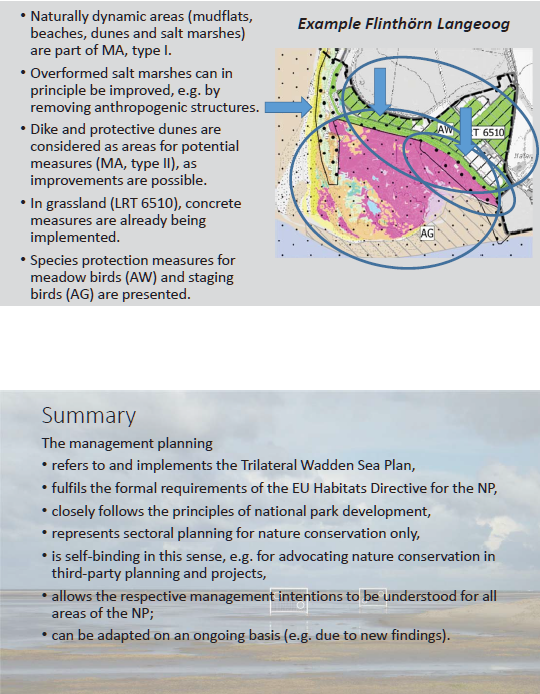 • Naturally dynamic areas (mudflats,
beaches, dunes and salt marshes)
are part of MA, type I.
• Overformed salt marshes can in
principle be improved, e.g. by
removing anthropogenic structures.
• Dike and protective dunes are
considered as areas for potential
measures (MA, type II), as
improvements are possible.
• In grassland (LRT 6510), concrete
measures are already being
implemented.
• Species protection measures for
meadow birds (AW) and staging
birds (AG) are presented.
Example Flinthörn Langeoog
AW
T 6510
AG
Summary
The management planning
• refers to and implements the Trilateral Wadden Sea Plan,
• fulfils the formal requirements of the EU Habitats Directive for the NP,
• closely follows the principles of national park development,
• represents sectoral planning for nature conservation only,
• is self-binding in this sense, e.g. for advocating nature conservation in
third-party planning and projects,
• allows the respective management intentions to be understood for all
areas of the NP;
• can be adapted on an ongoing basis (e.g. due to new findings).